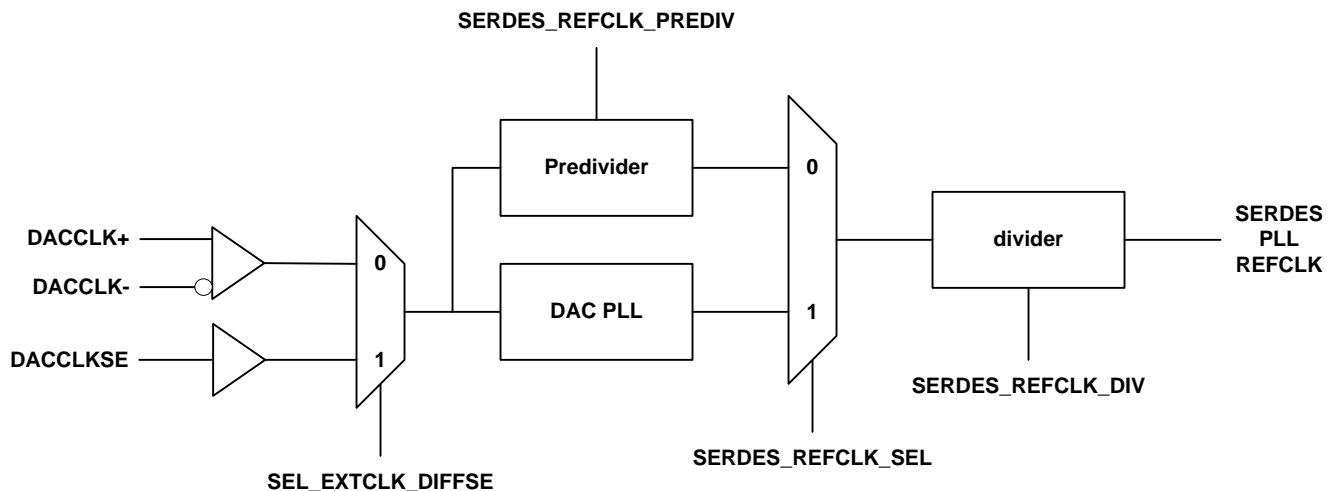 SERDES_REFCLK_PREDIV
Predivider
0
DACCLK+
DACCLK-
DACCLKSE
0
1
DAC PLL
1
divider
SERDES
PLL
REFCLK
SERDES_REFCLK_DIV
SERDES_REFCLK_SEL
SEL_EXTCLK_DIFFSE